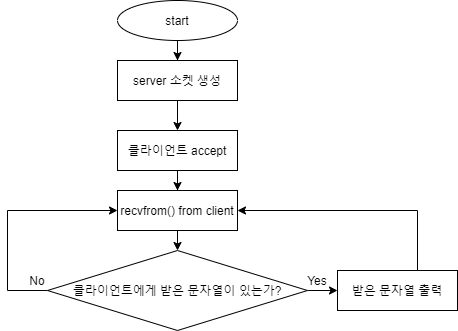 start
server 소켓 생성
클라이언트 accept
recvfrom() from client
No
클라이언트에게 받은 문자열이 있는가?
Yes
받은 문자열 출력